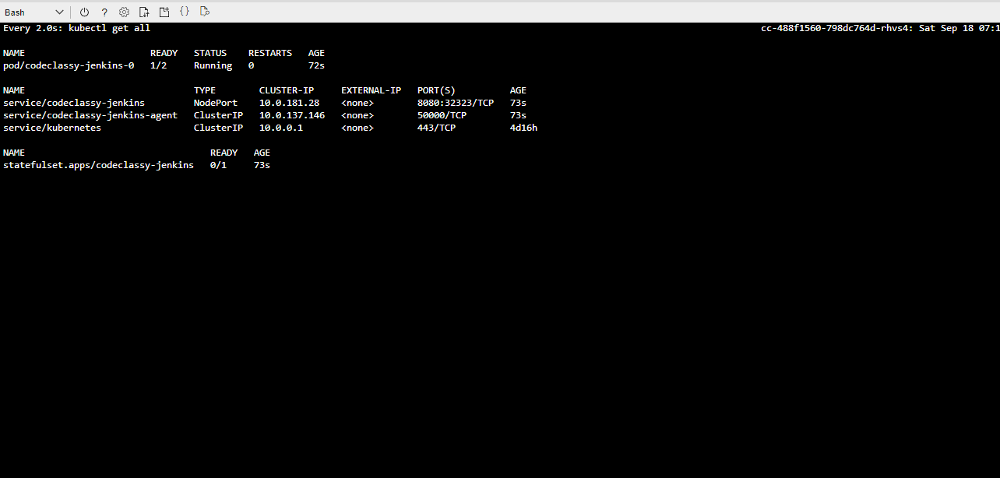 Bash
? {}
Every 2.0s: kubectl get all cc-488f1560-798dc764d-rhvs4: Sat Sep 18 07:1
NAME READY STATUS RESTARTS AGE
pod/codeclassy-jenkins-0 1/2 Running 0 72s
NAME TYPE CLUSTER-IP EXTERNAL-IP PORT(S) AGE
service/codeclassy-jenkins NodePort 10.0.181.28 <none> 8080:32323/TCP 73s
service/codeclassy-jenkins-agent ClusterIP 10.0.137.146 <none> 50000/TCP 73s
service/kubernetes ClusterIP 10.0.0.1 <none> 443/TCP 4d16h
NAME READY AGE
statefulset.apps/codeclassy-jenkins 0/1 73s